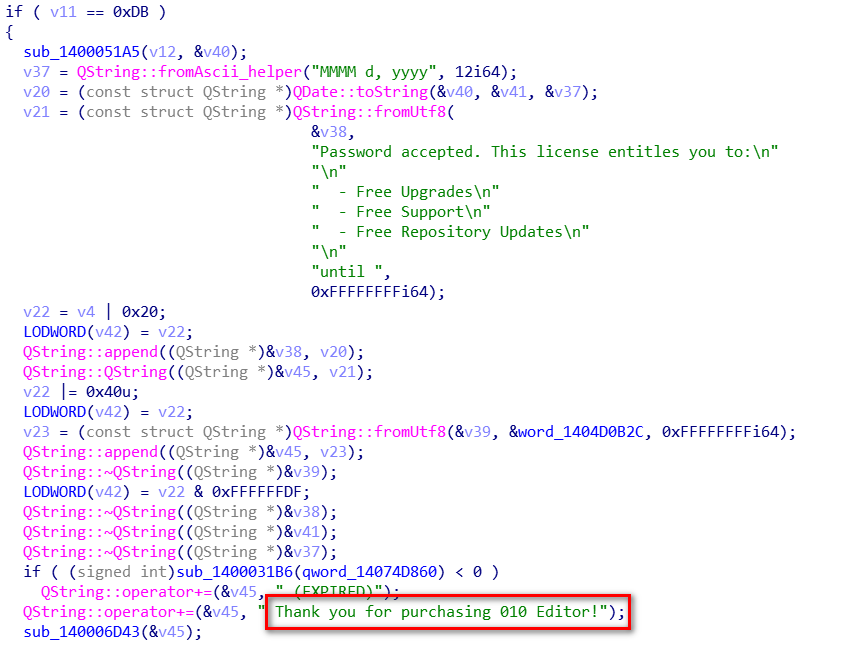 if ( v11 == 0xDB )
{
sub_1400051A5(v12, &v40);
v37 = QString::fromAscii_helper("MMMM d, yyyy", 12i64);
v20 = (const struct QString *)QDate::toString(&v40, &v41, &v37);
v21 = (const struct QString *)QString::fromUtf8(
&v38,
"Password accepted. This license entitles you to:\n"
"\n"
"  - Free Upgrades\n"
"  - Free Support\n"
"  - Free Repository Updates\n"
"\n"
"until ",
0xFFFFFFFFi64);
v22 = v4 | 0x20;
LODWORD(v42) = v22;
QString::append((QString *)&v38, v20);
QString::QString((QString *)&v45, v21);
v22 |= 0x40u;
LODWORD(v42) = v22;
v23 = (const struct QString *)QString::fromUtf8(&v39, &word_1404D0B2C, 0xFFFFFFFFi64);
QString::append((QString *)&v45, v23);
QString::~QString((QString *)&v39);
LODWORD(v42) = v22 & 0xFFFFFFDF;
QString::~QString((QString *)&v38);
QString::~QString((QString *)&v41);
QString::~QString((QString *)&v37);
if ( (signed int)sub_1400031B6(qword_14074D860) < 0 )
QString::operator+=(&v45, " (EXPIRED)");
QString::operator+=(&v45, " Thank you for purchasing 010 Editor!");
sub_140006D43(&v45);